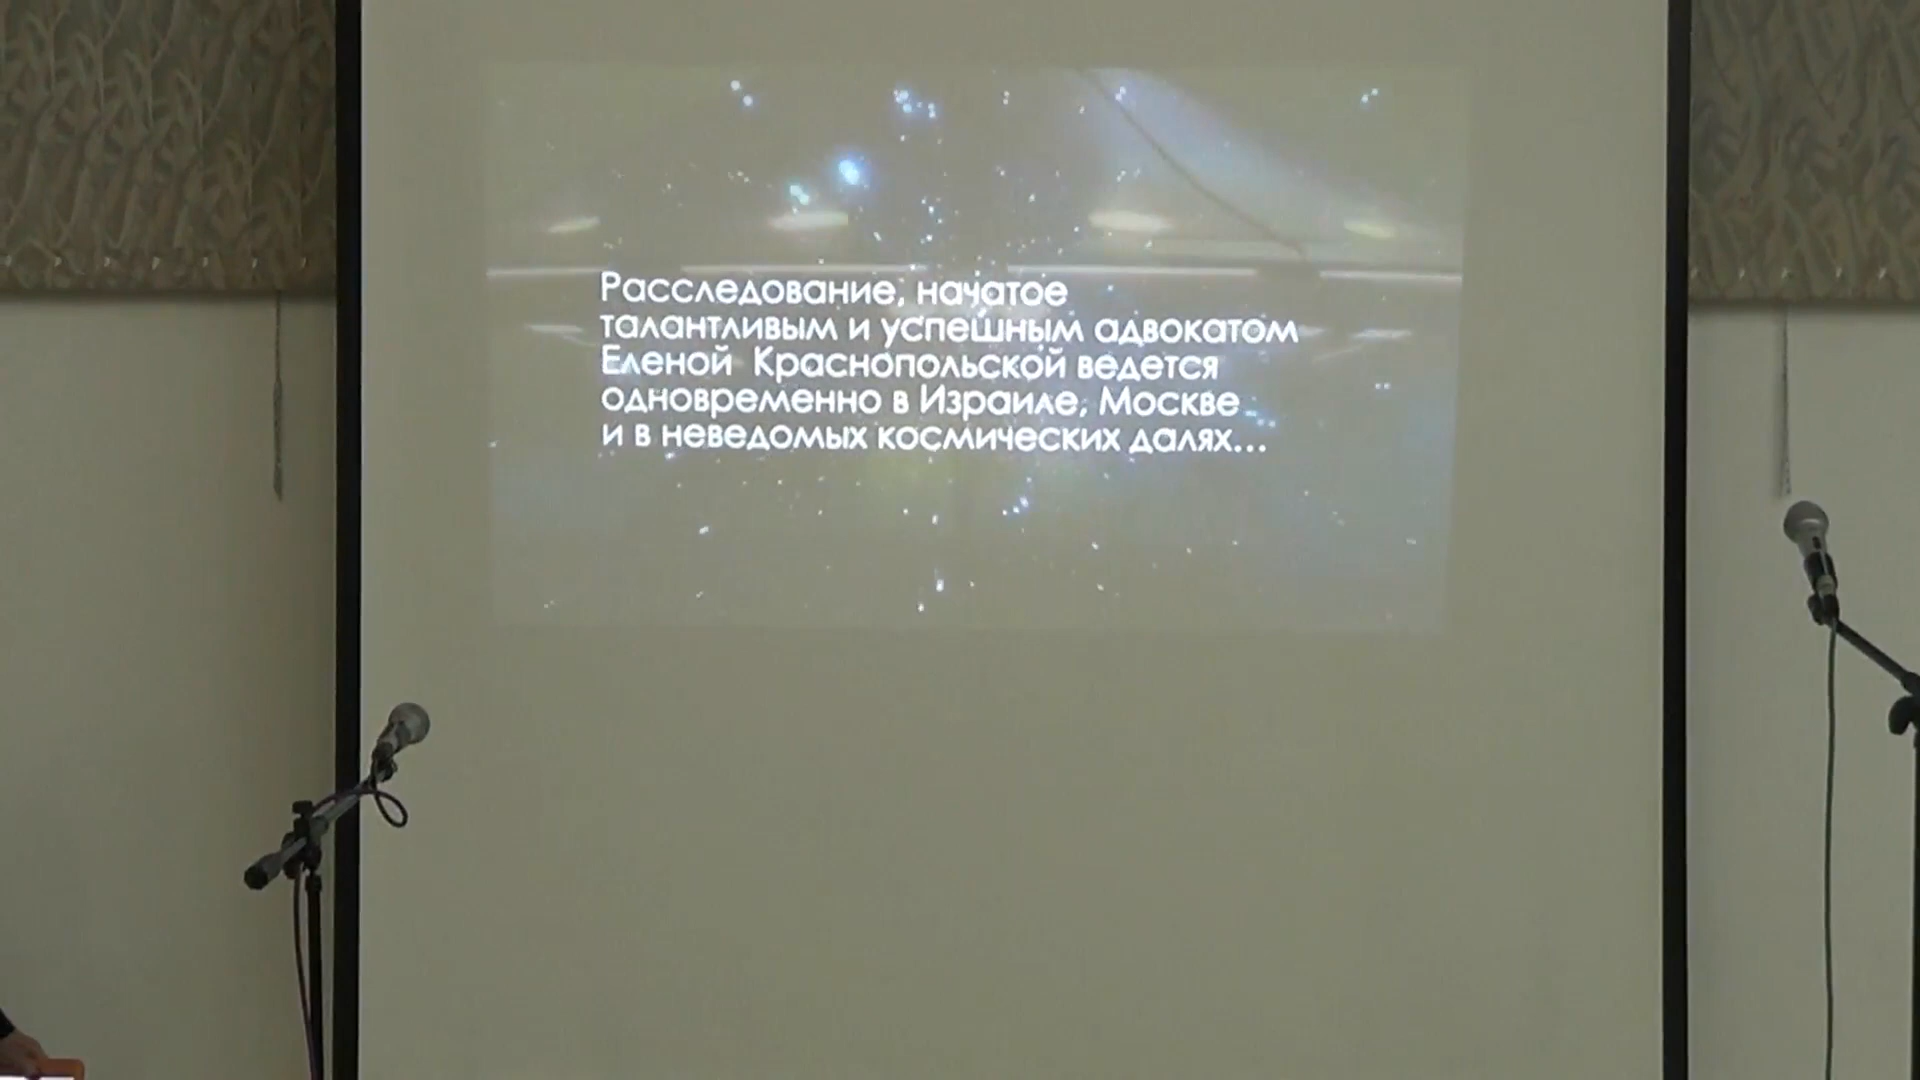 Расследование, начатое
талантливым и успешным адвокатом
Еленой Краснопольской ведется
одновременно в Израиле, Москве
и в неведомых космических далях...